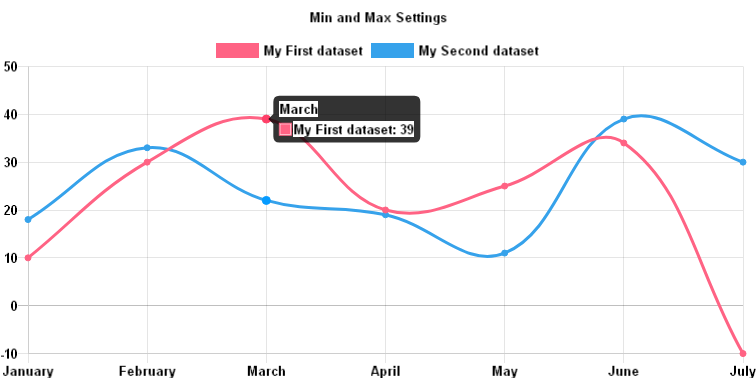 Min and Max Settings
My First dataset My Second dataset
50
40
March
My First dataset: 39
30
20
10
0
-10
January February March April May June July